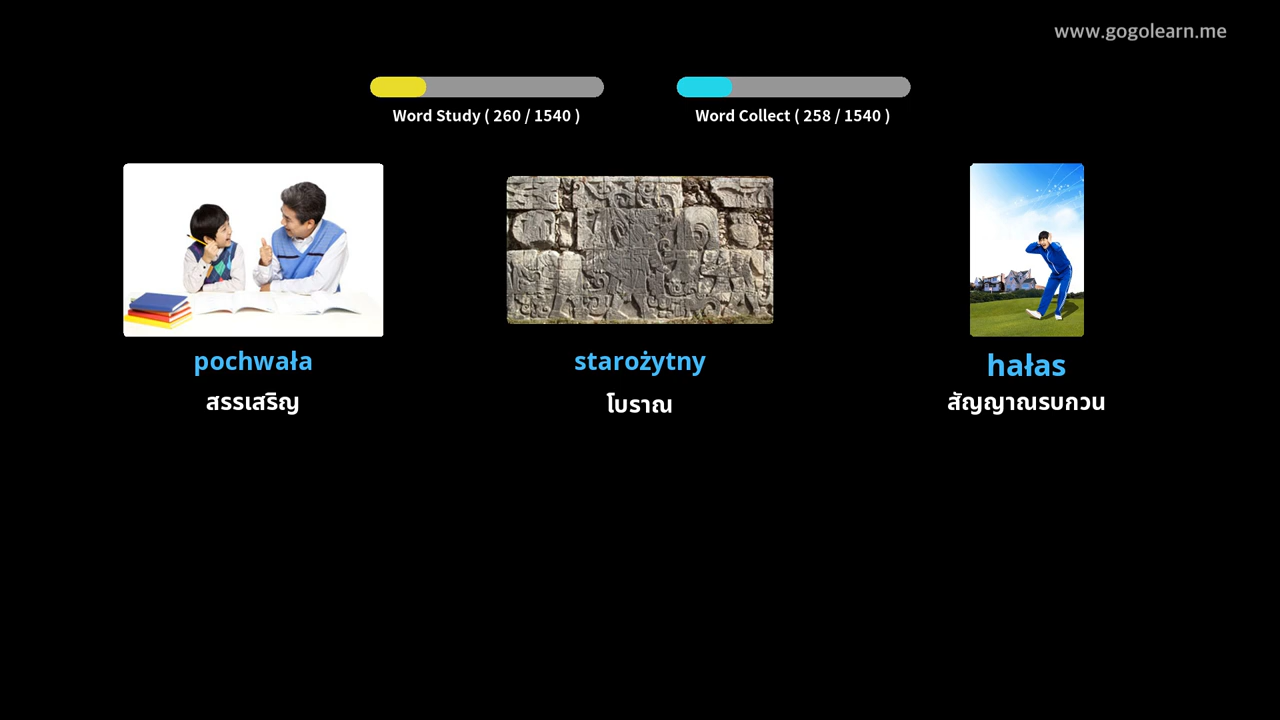 www.gogolearn.me
Word Study ( 260 / 1540 )
Word Collect ( 258 / 1540 )
pochwała
starożytny
hałas
สรรเสริญ
โบราณ
สัญญาณรบกวน